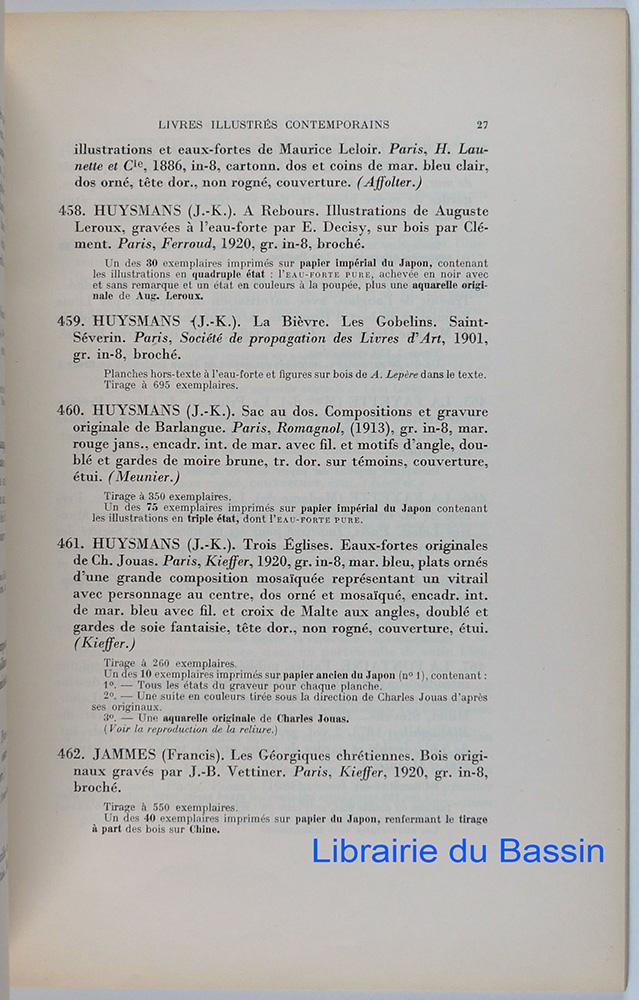 LIVRES ILLUSTRÉS CONTEMPORAINS 27
illustrations et eaux-fortes de Maurice Leloir. Paris, H. Lau-
nette et Cie, 1886, in-8, cartonn. dos et coins de mar. bleu clair,
dos orné, tête dor., non rogné, couverture. (Affolter.)
458. HUYSMANS (J.-K.). A Rebours. Illustrations de Auguste
Leroux, gravées à l'eau-forte par E. Decisy, sur bois par Clé-
ment. Paris, Ferroud, 1920, gr. in-8, broché.
Un des 30 exemplaires imprimés sur papier impérial du Japon, contenant
les illustrations en quadruple état : l'EAU-FORTE PURE, achevée en noir avec
et sans remarque et un état en couleurs à la poupée, plus une aquarelle origi-
nale de Aug. Leroux.
459. HUYSMANS (J.-K.). La Bièvre. Les Gobelins. Saint-
Séverin. Paris, Société de propagation des Livres d'Art, 1901,
gr. in-8, broché.
Planches hors-texte à l'eau-forte et figures sur bois de A. Lepère dans le texte.
Tirage à 695 exemplaires.
460. HUYSMANS (J.-K.). Sac au dos. Compositions et gravure
originale de Barlangue. Paris, Romagnol, (1913), gr. in-8, mar.
rouge jans., encadr. int. de mar. avec fil. et motifs d'angle, dou-
blé et gardes de moire brune, tr. dor. sur témoins, couverture,
étui. (Meunier.)
Tirage à 350 exemplaires.
Un des 75 exemplaires imprimés sur papier impérial du Japon contenant
les illustrations en triple état, dont l'EAU-FORTE PURE.
461. HUYSMANS (J.-K.). Trois Églises. Eaux-fortes originales
de Ch. Jouas. Paris, Kieffer, 1920, gr. in-8, mar. bleu, plats ornés
d'une grande composition mosaïquée représentant un vitrail
avec personnage au centre, dos orné et mosaïqué, encadr. int.
de mar. bleu avec fil. et croix de Malte aux angles, doublé et
gardes de soie fantaisie, tête dor., non rogné, couverture, étui.
(Kieffer.)
Tirage à 260 exemplaires.
Un des 10 exemplaires imprimés sur papier ancien du Japon (nº 1), contenant :
1º. — Tous les états du graveur pour chaque planche.
2º. — Une suite en couleurs tirée sous la direction de Charles Jouas d'après
ses originaux.
3º. — Une aquarelle originale de Charles Jouas.
(Voir la reproduction de la reliure.)
462. JAMMES (Francis). Les Géorgiques chrétiennes. Bois origi-
naux gravés par J.-B. Vettiner. Paris, Kieffer, 1920, gr. in-8,
broché.
Tirage à 550 exemplaires.
Un des 40 exemplaires imprimés sur papier du Japon, renfermant le tirage
à part des bois sur Chine.
Librairie du Bassin